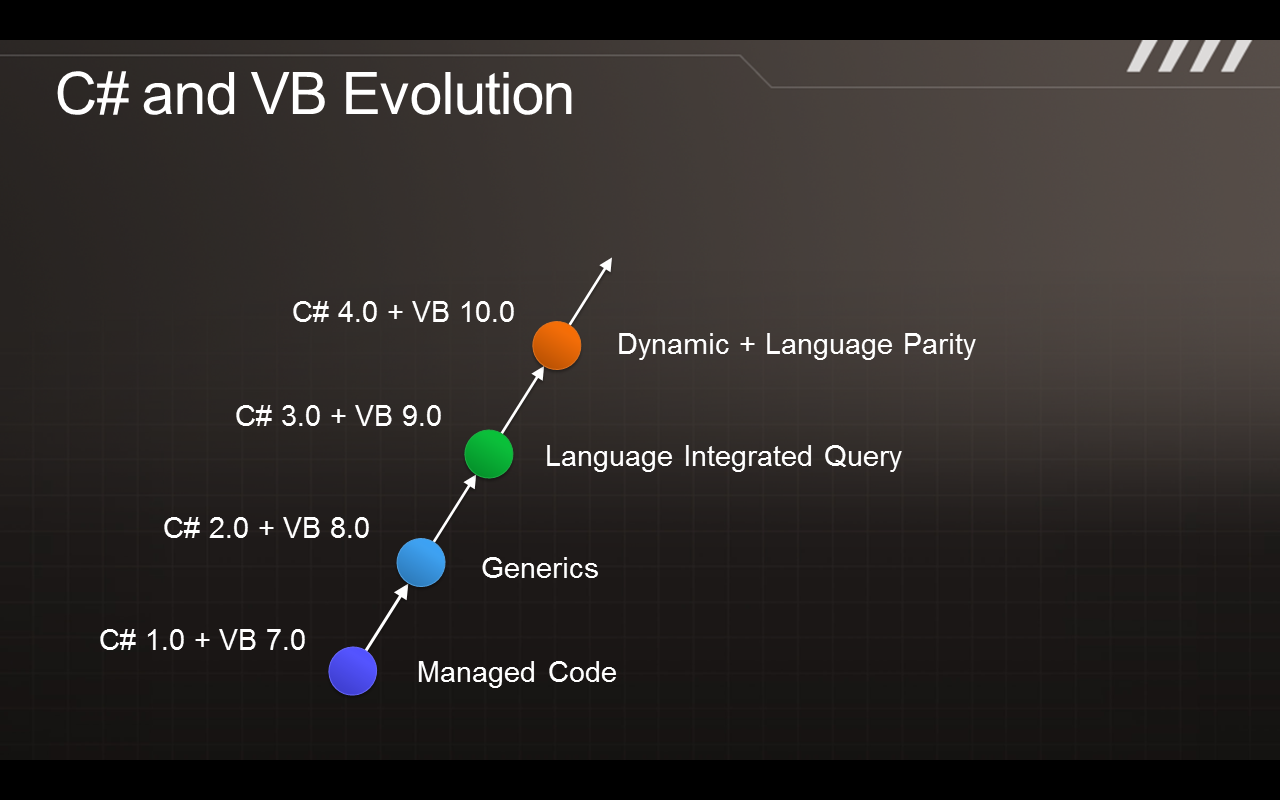 C# and VB Evolution
C# 4.0 + VB 10.0
Dynamic + Language Parity
C# 3.0 + VB 9.0
Language Integrated Query
C# 2.0 + VB 8.0
Generics
C# 1.0 + VB 7.0
Managed Code